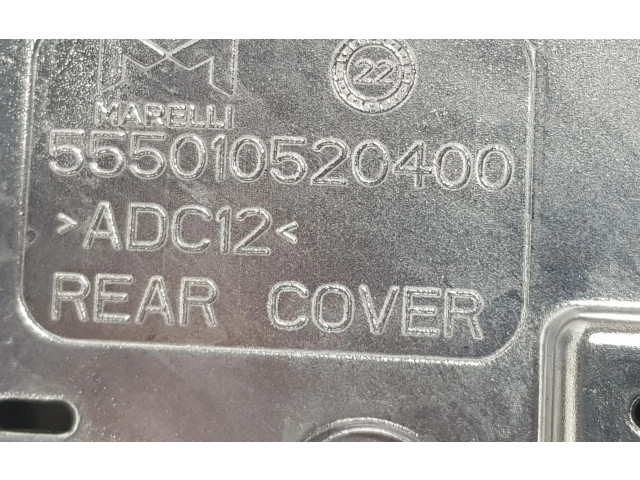 22
MARELLI
555010520400
>ADC12<
REAR COVER